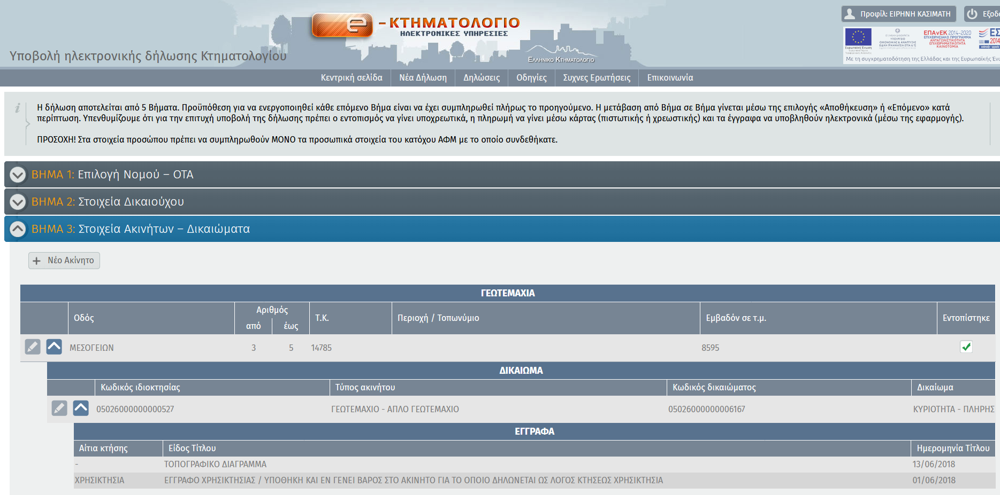 Προφίλ: ΕΙΡΗΝΗ ΚΑΣΙΜΑΤΗ
Εξοδο
e - ΚΤΗΜΑΤΟΛΟΓΙΟ
ΗΛΕΚΤΡΟΝΙΚΕΣ ΥΠΗΡΕΣΙΕΣ
Ευρωπαϊκή Ένωση
ΕΠΑνΕΚ 2014-2020
ΕΠΙΧΕΙΡΗΣΙΑΚΟ ΠΡΟΓΡΑΜΜΑ
ΑΝΤΑΓΩΝΙΣΤΙΚΟΤΗΤΑ
ΕΠΙΧΕΙΡΗΜΑΤΙΚΟΤΗΤΑ
ΚΑΙΝΟΤΟΜΙΑ
ΕΣ
2014
Με τη συγχρηματοδότηση της Ελλάδας και της Ευρωπαϊκής Ένω
Υποβολή ηλεκτρονικής δήλωσης Κτηματολογίου
ΕΛΛΗΝΙΚΟ ΚΤΗΜΑΤΟΛΟΓΙΟ
Κεντρική σελίδα Νέα Δήλωση Δηλώσεις Οδηγίες Συχνες Ερωτήσεις Επικοινωνία
Η δήλωση αποτελείται από 5 Βήματα. Προϋπόθεση για να ενεργοποιηθεί κάθε επόμενο Βήμα είναι να έχει συμπληρωθεί πλήρως το προηγούμενο. Η μετάβαση από Βήμα σε Βήμα γίνεται μέσω της επιλογής «Αποθήκευση» ή «Επόμενο» κατά
περίπτωση. Υπενθυμίζουμε ότι για την επιτυχή υποβολή της δήλωσης πρέπει ο εντοπισμός να γίνει υποχρεωτικά, η πληρωμή να γίνει μέσω κάρτας (πιστωτικής ή χρεωστικής) και τα έγγραφα να υποβληθούν ηλεκτρονικά (μέσω της εφαρμογής).
ΠΡΟΣΟΧΗ! Στα στοιχεία προσώπου πρέπει να συμπληρωθούν ΜΟΝΟ τα προσωπικά στοιχεία του κατόχου ΑΦΜ με το οποίο συνδεθήκατε.
ΒΗΜΑ 1: Επιλογή Νομού – ΟΤΑ
ΒΗΜΑ 2: Στοιχεία Δικαιούχου
ΒΗΜΑ 3: Στοιχεία Ακινήτων – Δικαιώματα
+ Νέο Ακίνητο
ΓΕΩΤΕΜΑΧΙΑ
Οδός Αριθμός από έως Τ.Κ. Περιοχή / Τοπωνύμιο Εμβαδόν σε τ.μ. Εντοπίστηκε
ΜΕΣΟΓΕΙΩΝ 3 5 14785 8595
ΔΙΚΑΙΩΜΑ
Κωδικός ιδιοκτησίας Τύπος ακινήτου Κωδικός δικαιώματος Δικαίωμα
05026000000000527 ΓΕΩΤΕΜΑΧΙΟ - ΑΠΛΟ ΓΕΩΤΕΜΑΧΙΟ 05026000000006167 ΚΥΡΙΟΤΗΤΑ - ΠΛΗΡΗΣ
ΕΓΓΡΑΦΑ
Αίτια κτήσης Είδος Τίτλου Ημερομηνία Τίτλου
- ΤΟΠΟΓΡΑΦΙΚΟ ΔΙΑΓΡΑΜΜΑ 13/06/2018
ΧΡΗΣΙΚΤΗΣΙΑ ΕΓΓΡΑΦΟ ΧΡΗΣΙΚΤΗΣΙΑΣ / ΥΠΟΘΗΚΗ ΚΑΙ ΕΝ ΓΕΝΕΙ ΒΑΡΟΣ ΣΤΟ ΑΚΙΝΗΤΟ ΓΙΑ ΤΟ ΟΠΟΙΟ ΔΗΛΩΝΕΤΑΙ ΩΣ ΛΟΓΟΣ ΚΤΗΣΕΩΣ ΧΡΗΣΙΚΤΗΣΙΑ 01/06/2018